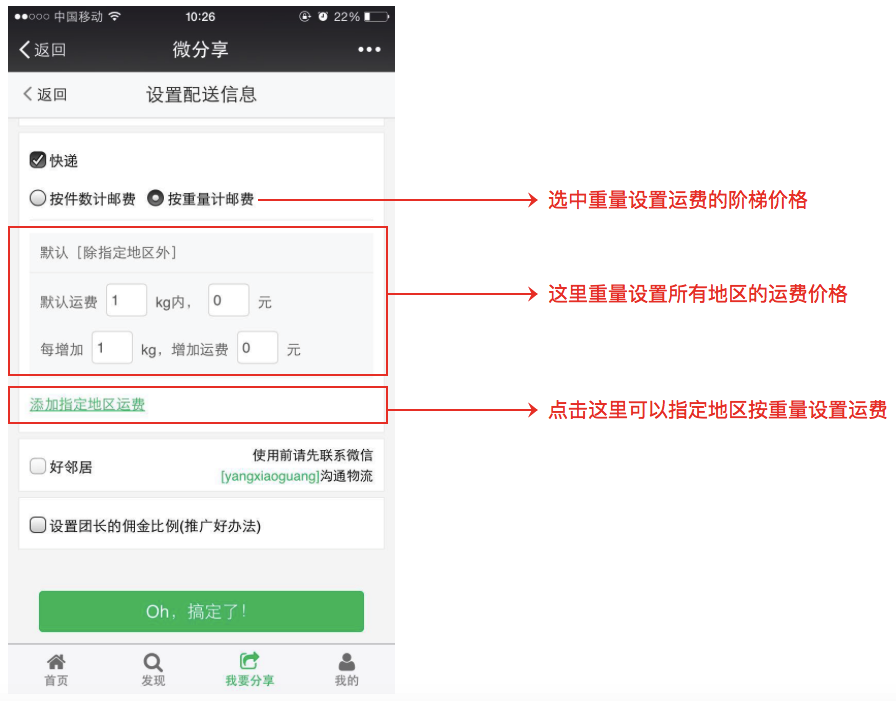 中国移动 10:26 22%
返回 微分享
返回 设置配送信息
快递
按件数计邮费 按重量计邮费
选中重量设置运费的阶梯价格
默认 [除指定地区外]
默认运费 1 kg内， 0 元
这里重量设置所有地区的运费价格
每增加 1 kg，增加运费 0 元
添加指定地区运费
点击这里可以指定地区按重量设置运费
好邻居
使用前请先联系微信
[yangxiaoguang]沟通物流
设置团长的佣金比例(推广好办法)
Oh，搞定了！
首页 发现 我要分享 我的